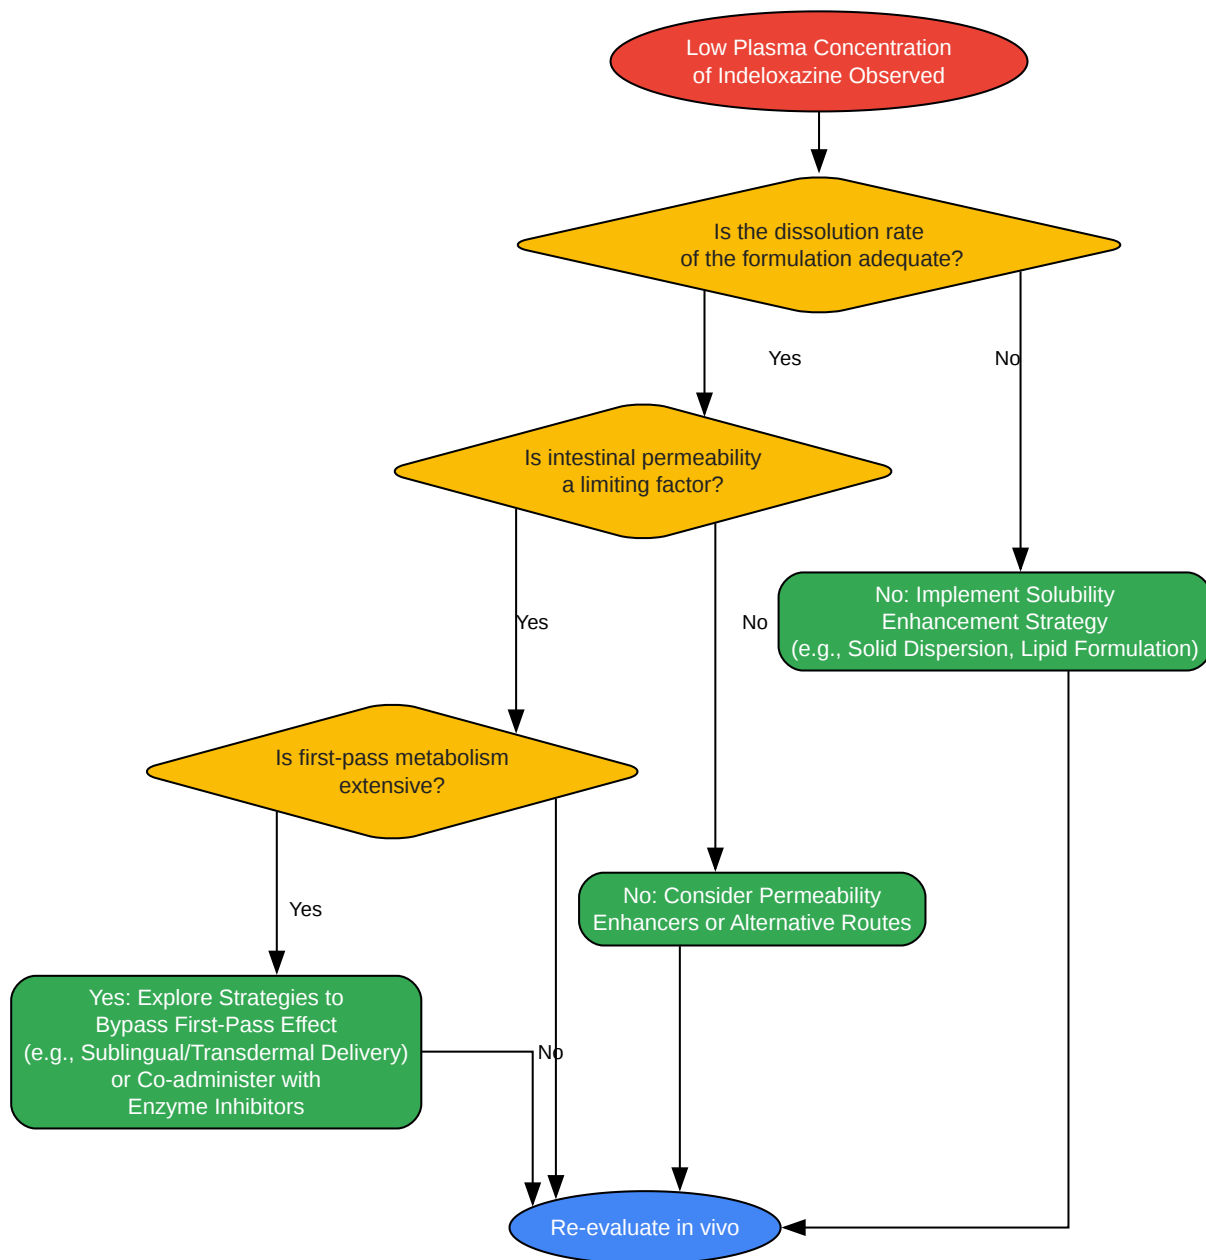 Low Plasma Concentration
of Indeloxazine Observed
Is the dissolution rate
of the formulation adequate?
Yes
No
Is intestinal permeability
a limiting factor?
No: Implement Solubility
Enhancement Strategy
(e.g., Solid Dispersion, Lipid Formulation)
Yes
No
Is first-pass metabolism
extensive?
No: Consider Permeability
Enhancers or Alternative Routes
Yes
Yes: Explore Strategies to
Bypass First-Pass Effect
(e.g., Sublingual/Transdermal Delivery)
or Co-administer with
Enzyme Inhibitors
No
Re-evaluate in vivo